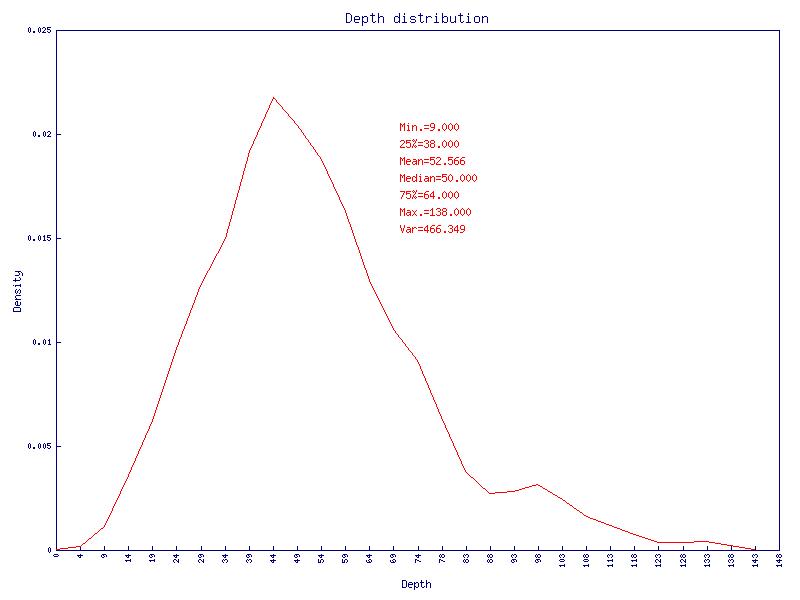 Depth distribution
0.025
0.02
0.015
0.01
0.005
0
Density
Min.=9.000
25%=38.000
Mean=52.566
Median=50.000
75%=64.000
Max.=138.000
Var=466.349
0 4 9 14 19 24 29 34 39 44 49 54 59 64 69 74 78 83 88 93 98 103 108 113 118 123 128 133 138 143 148
Depth